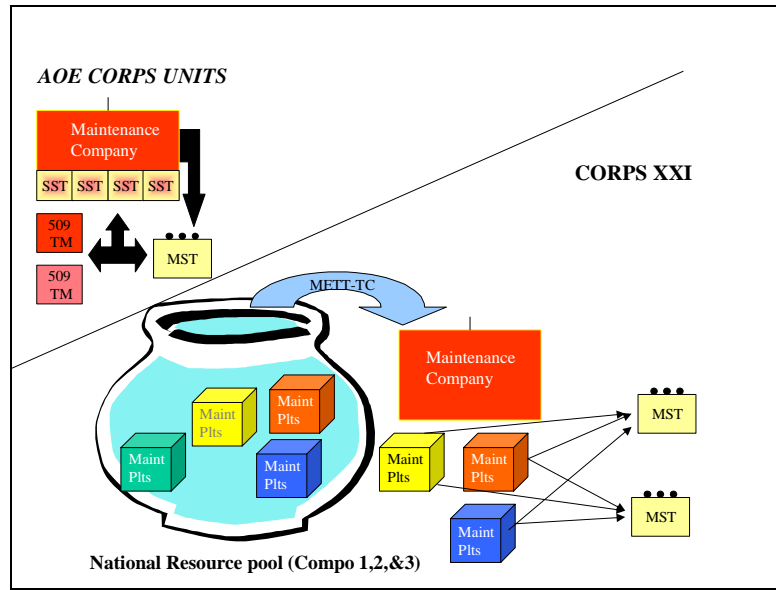 AOE CORPS UNITS
Maintenance
Company
SST SST SST SST
509
TM
MST
509
TM
CORPS XXI
METT-TC
Maintenance
Company
Maint
Plts
Maint
Plts
Maint
Plts
Maint
Plts
Maint
Plts
Maint
Plts
Maint
Plts
MST
MST
National Resource pool (Compo 1,2,&3)